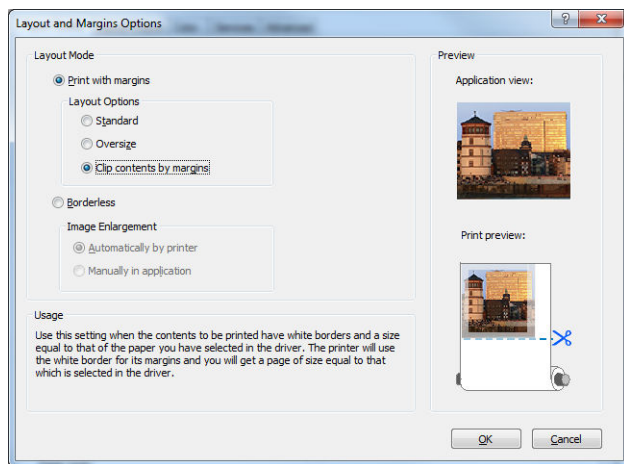 Layout and Margins Options
Layout Mode
Print with margins
Layout Options
Standard
Oversize
Clip contents by margins
Borderless
Image Enlargement
Automatically by printer
Manually in application
Usage
Use this setting when the contents to be printed have white borders and a size
equal to that of the paper you have selected in the driver. The printer will use
the white border for its margins and you will get a page of size equal to that
which is selected in the driver.
Preview
Application view:
Print preview:
OK
Cancel